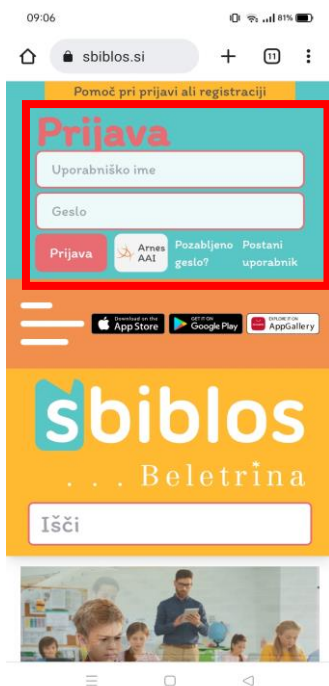 09:06
81%
sbiblos.si
11
Pomoč pri prijavi ali registraciji
Prijava
Uporabniško ime
Geslo
Prijava
Arnes AAI
Pozabljeno geslo?
Postani uporabnik
Download on the App Store
GET IT ON Google Play
EXPLORE IT ON AppGallery
sbiblos
. . . Beletrina
Išči